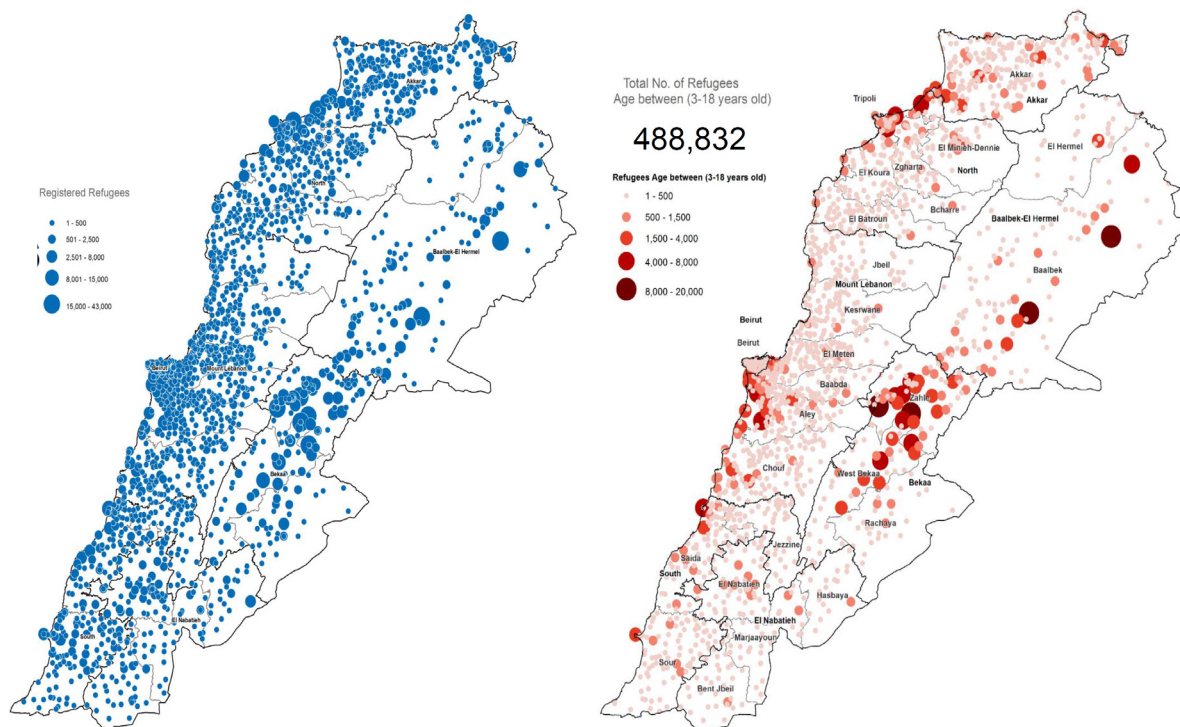 Registered Refugees
1 - 500
501 - 2,500
2,501 - 8,000
8,001 - 15,000
15,000 - 43,000
Akkar
North
Baalbek-El Hermel
Beirut
Mount Lebanon
Bekaa
El Nabatieh
South
Total No. of Refugees
Age between (3-18 years old)
488,832
Refugees Age between (3-18 years old)
1 - 500
500 - 1,500
1,500 - 4,000
4,000 - 8,000
8,000 - 20,000
Akkar
Akkar
Tripoli
El Hermel
El Minieh-Dennie
Zgharta
El Koura
North
Bcharre
El Batroun
Baalbek-El Hermel
Jbeil
Baalbek
Mount Lebanon
Kesrwane
Beirut
Beirut
El Meten
Baabda
Zahle
Aley
Chouf
West Bekaa
Bekaa
Rachaya
Jezzine
Saida
South
El Nabatieh
Hasbaya
El Nabatieh
Marjaayoun
Sour
Bent Jbeil